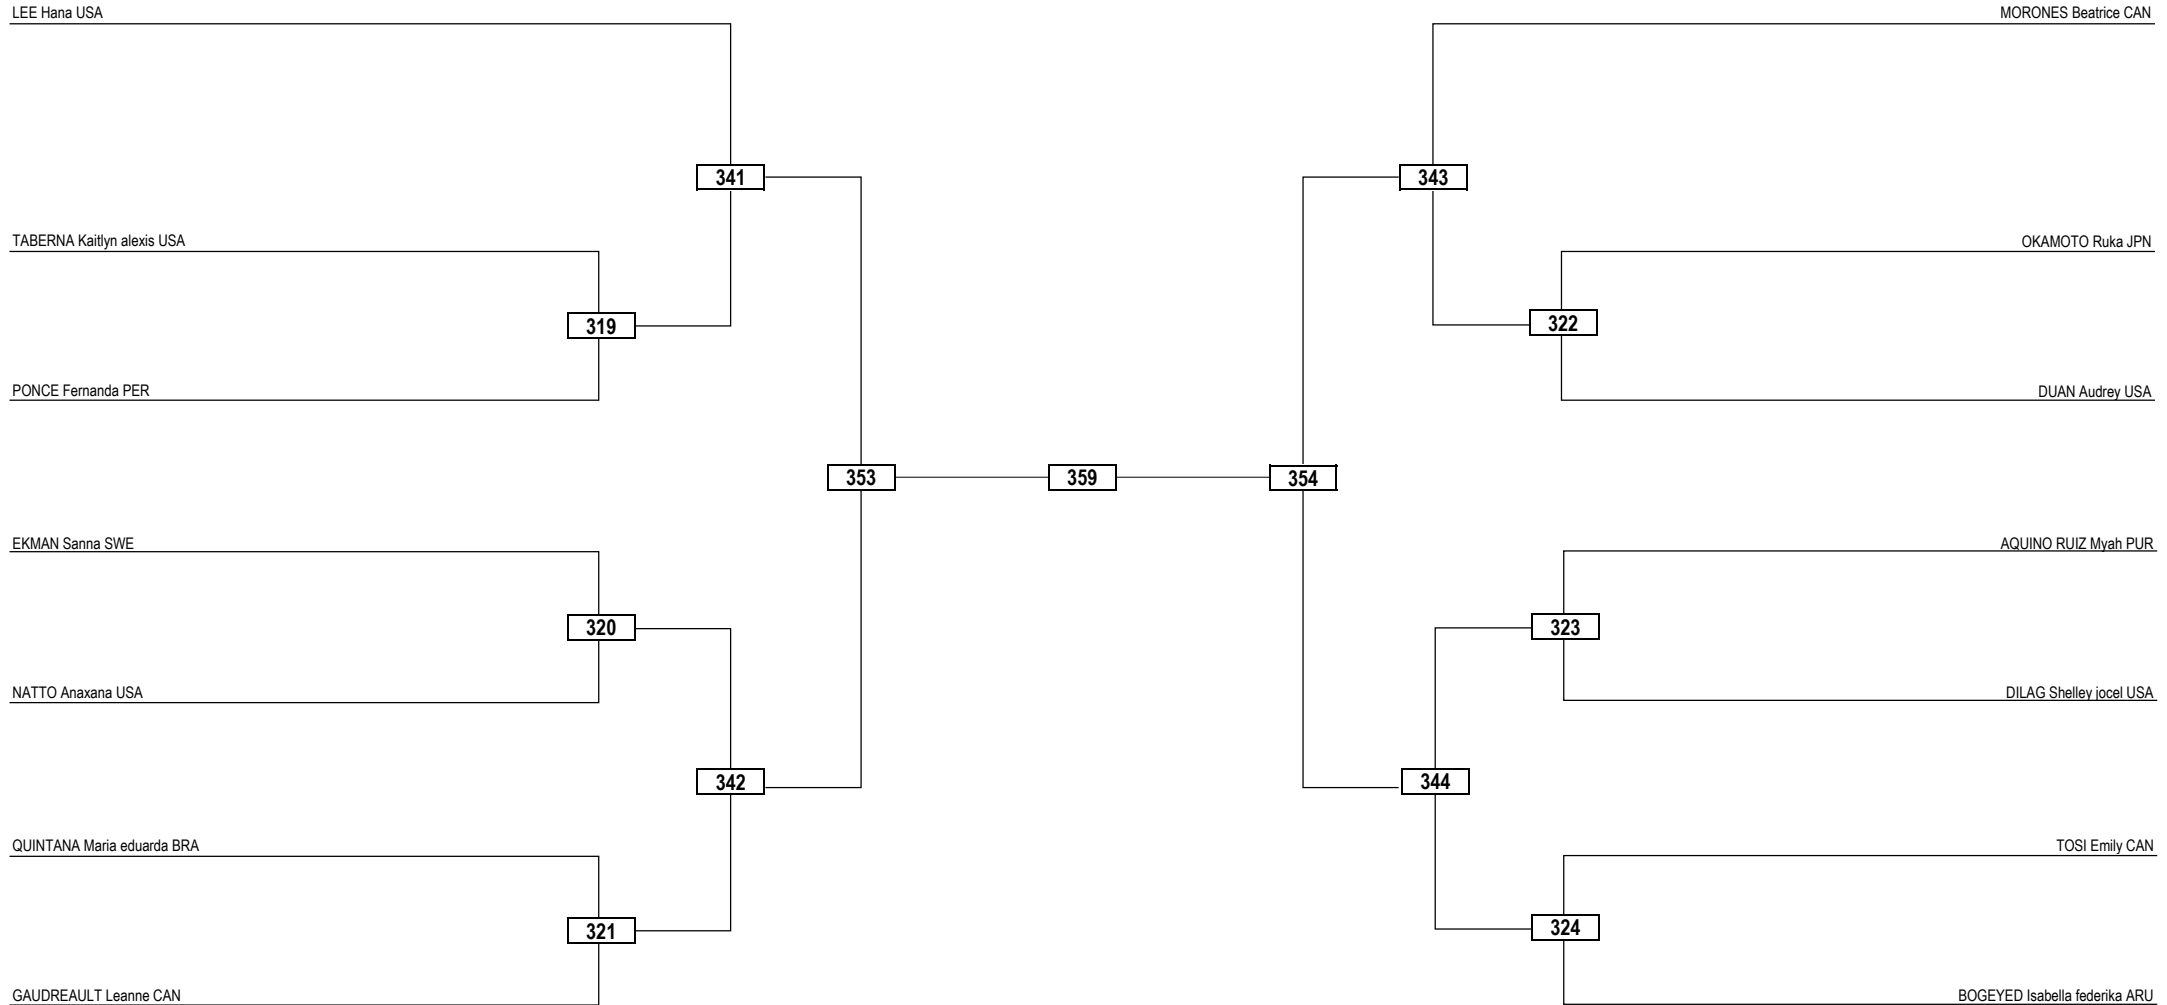 LEE Hana USA
MORONES Beatrice CAN
341
343
TABERNA Kaitlyn alexis USA
OKAMOTO Ruka JPN
319
322
PONCE Fernanda PER
DUAN Audrey USA
353
359
354
EKMAN Sanna SWE
AQUINO RUIZ Myah PUR
320
323
NATTO Anaxana USA
DILAG Shelley jocel USA
342
344
QUINTANA Maria eduarda BRA
TOSI Emily CAN
321
324
GAUDREAULT Leanne CAN
BOGEYED Isabella federika ARU